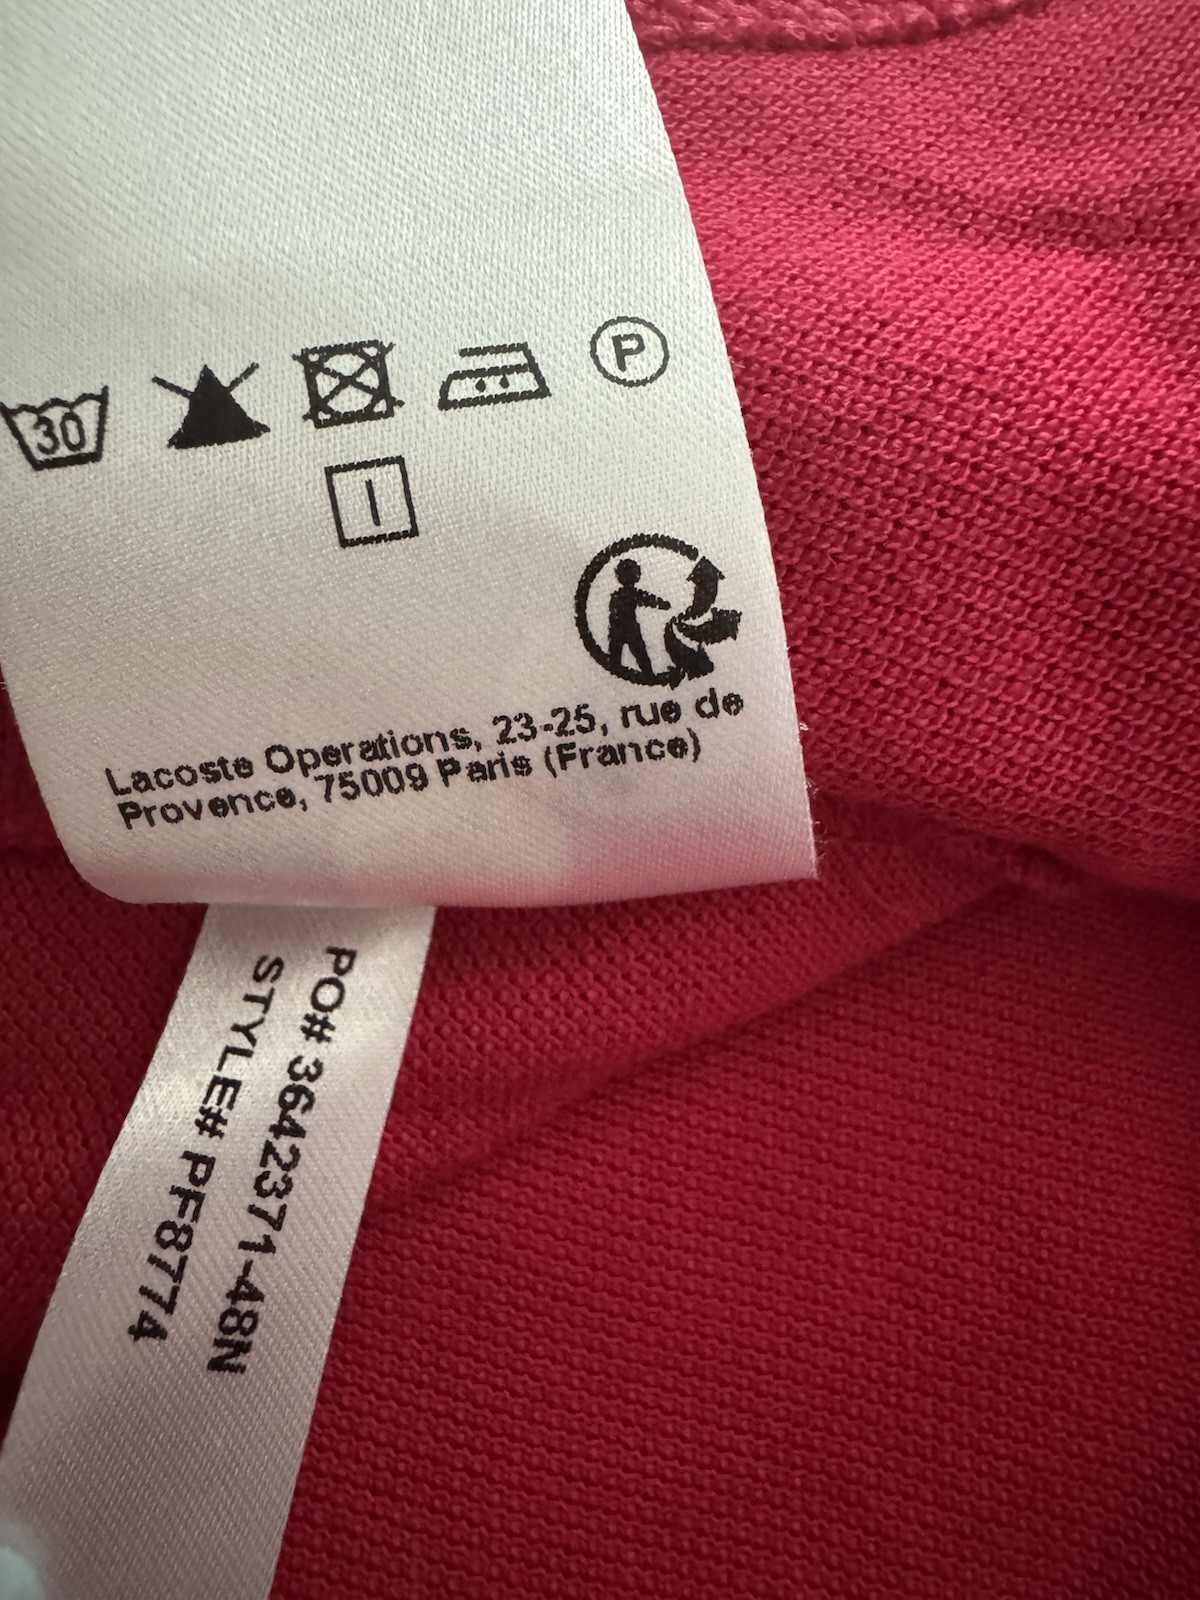 30
P
Lacoste Operations, 23-25, rue de
Provence, 75009 Paris (France)
PO# 3642371-48N
STYLE# PF8774